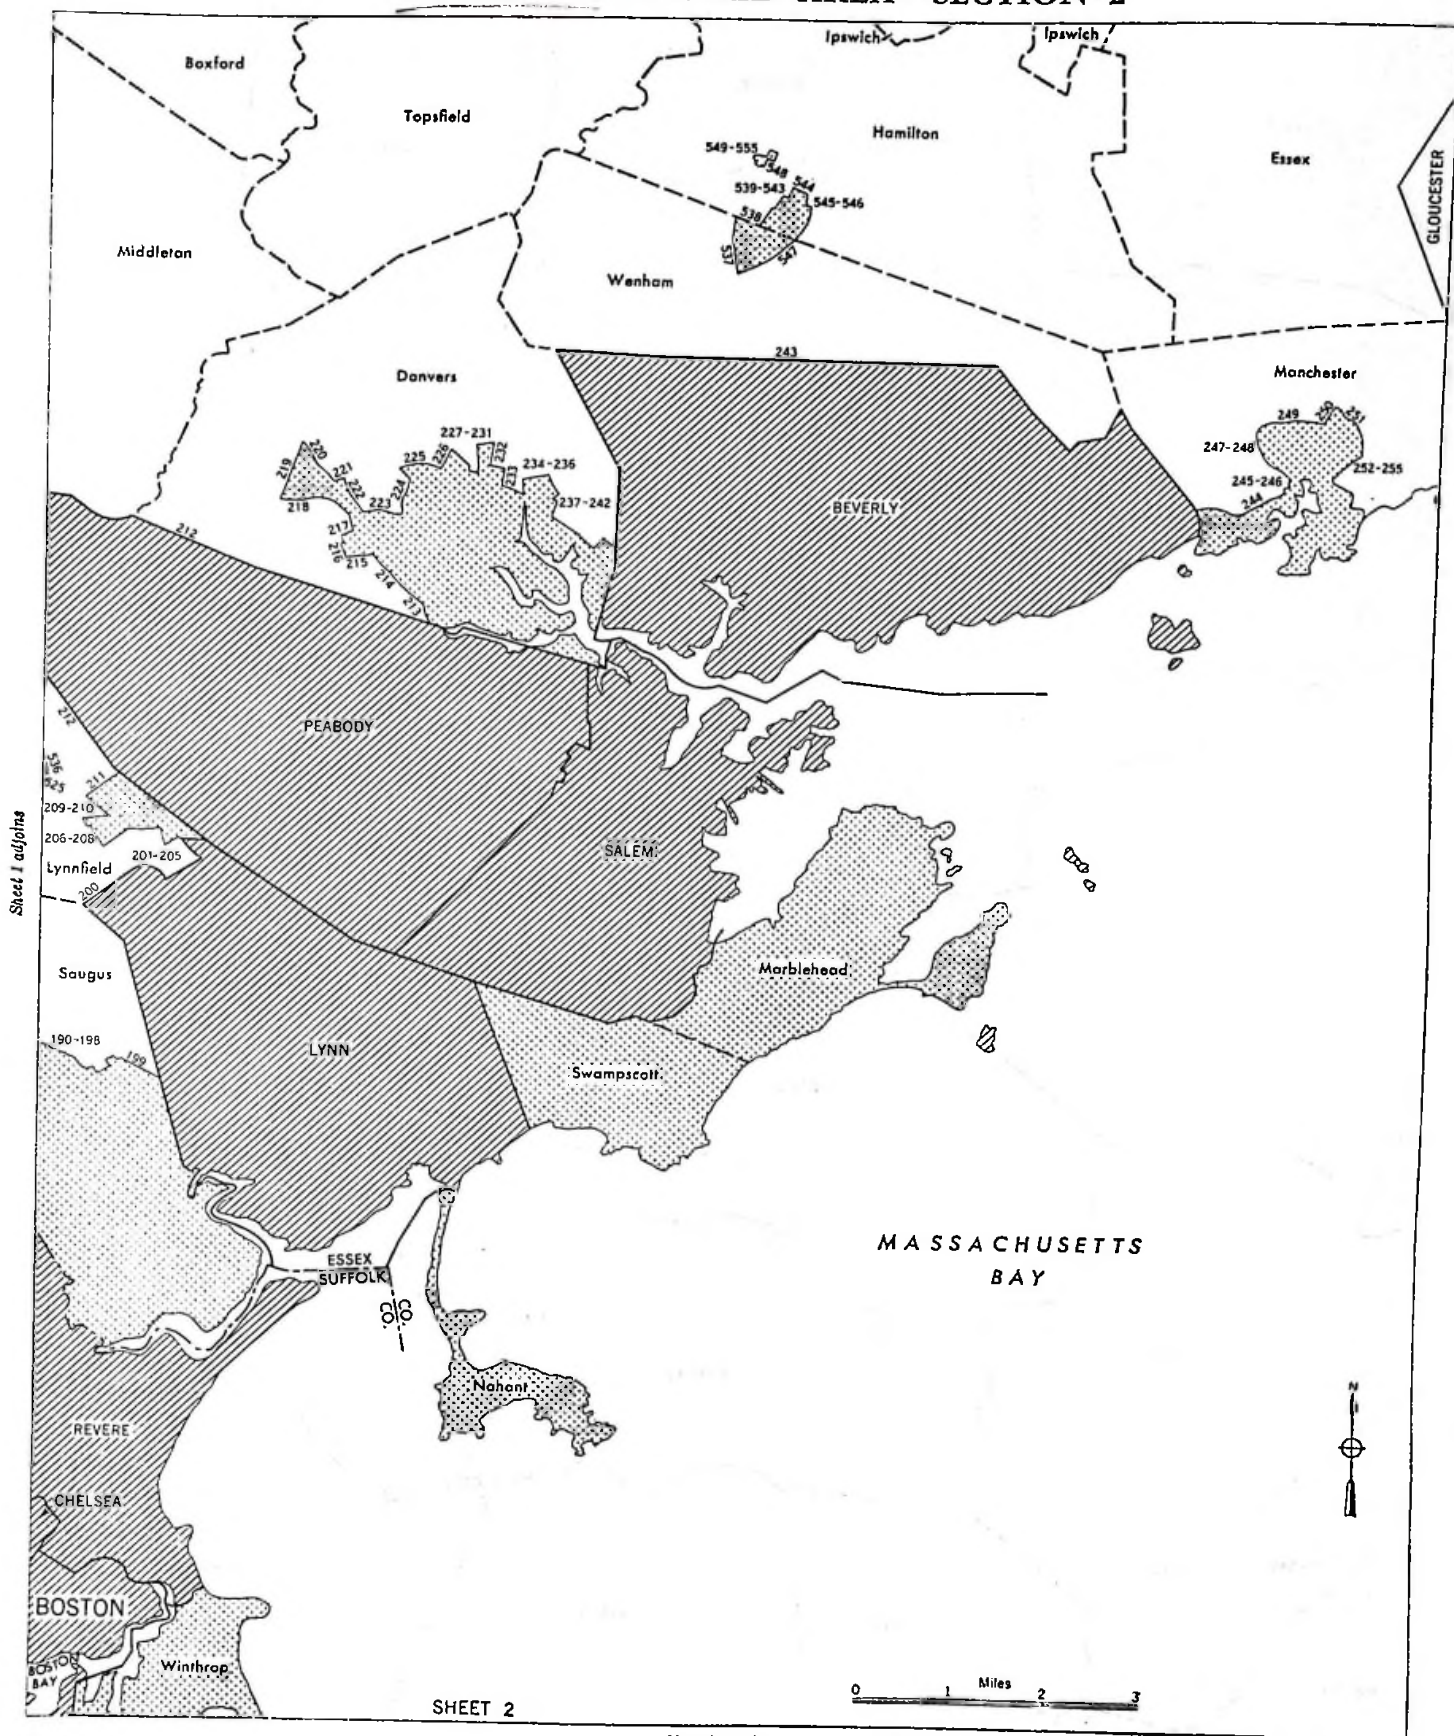 AREA SECTION 2
Boxford
Ipswich
Ipswich
Topsfield
Hamilton
Essex
GLOUCESTER
549-555
548
544
539-543
545-546
538
537
547
Middleton
Wenham
243
Danvers
Manchester
249
250
251
247-248
252-255
245-246
244
227-231
232
226
225
233
234-236
237-242
220
219
221
222
224
223
218
217
216
215
214
213
212
BEVERLY
212
PEABODY
536
525
211
209-210
206-208
201-205
Lynnfield
200
SALEM
Sheet 1 adjoins
Saugus
Marblehead
190-198
199
LYNN
Swampscott
MASSACHUSETTS
BAY
ESSEX
SUFFOLK
CO.
CO.
Nahant
N
REVERE
CHELSEA
BOSTON
BOSTON
BAY
Winthrop
Miles
0 1 2 3
SHEET 2